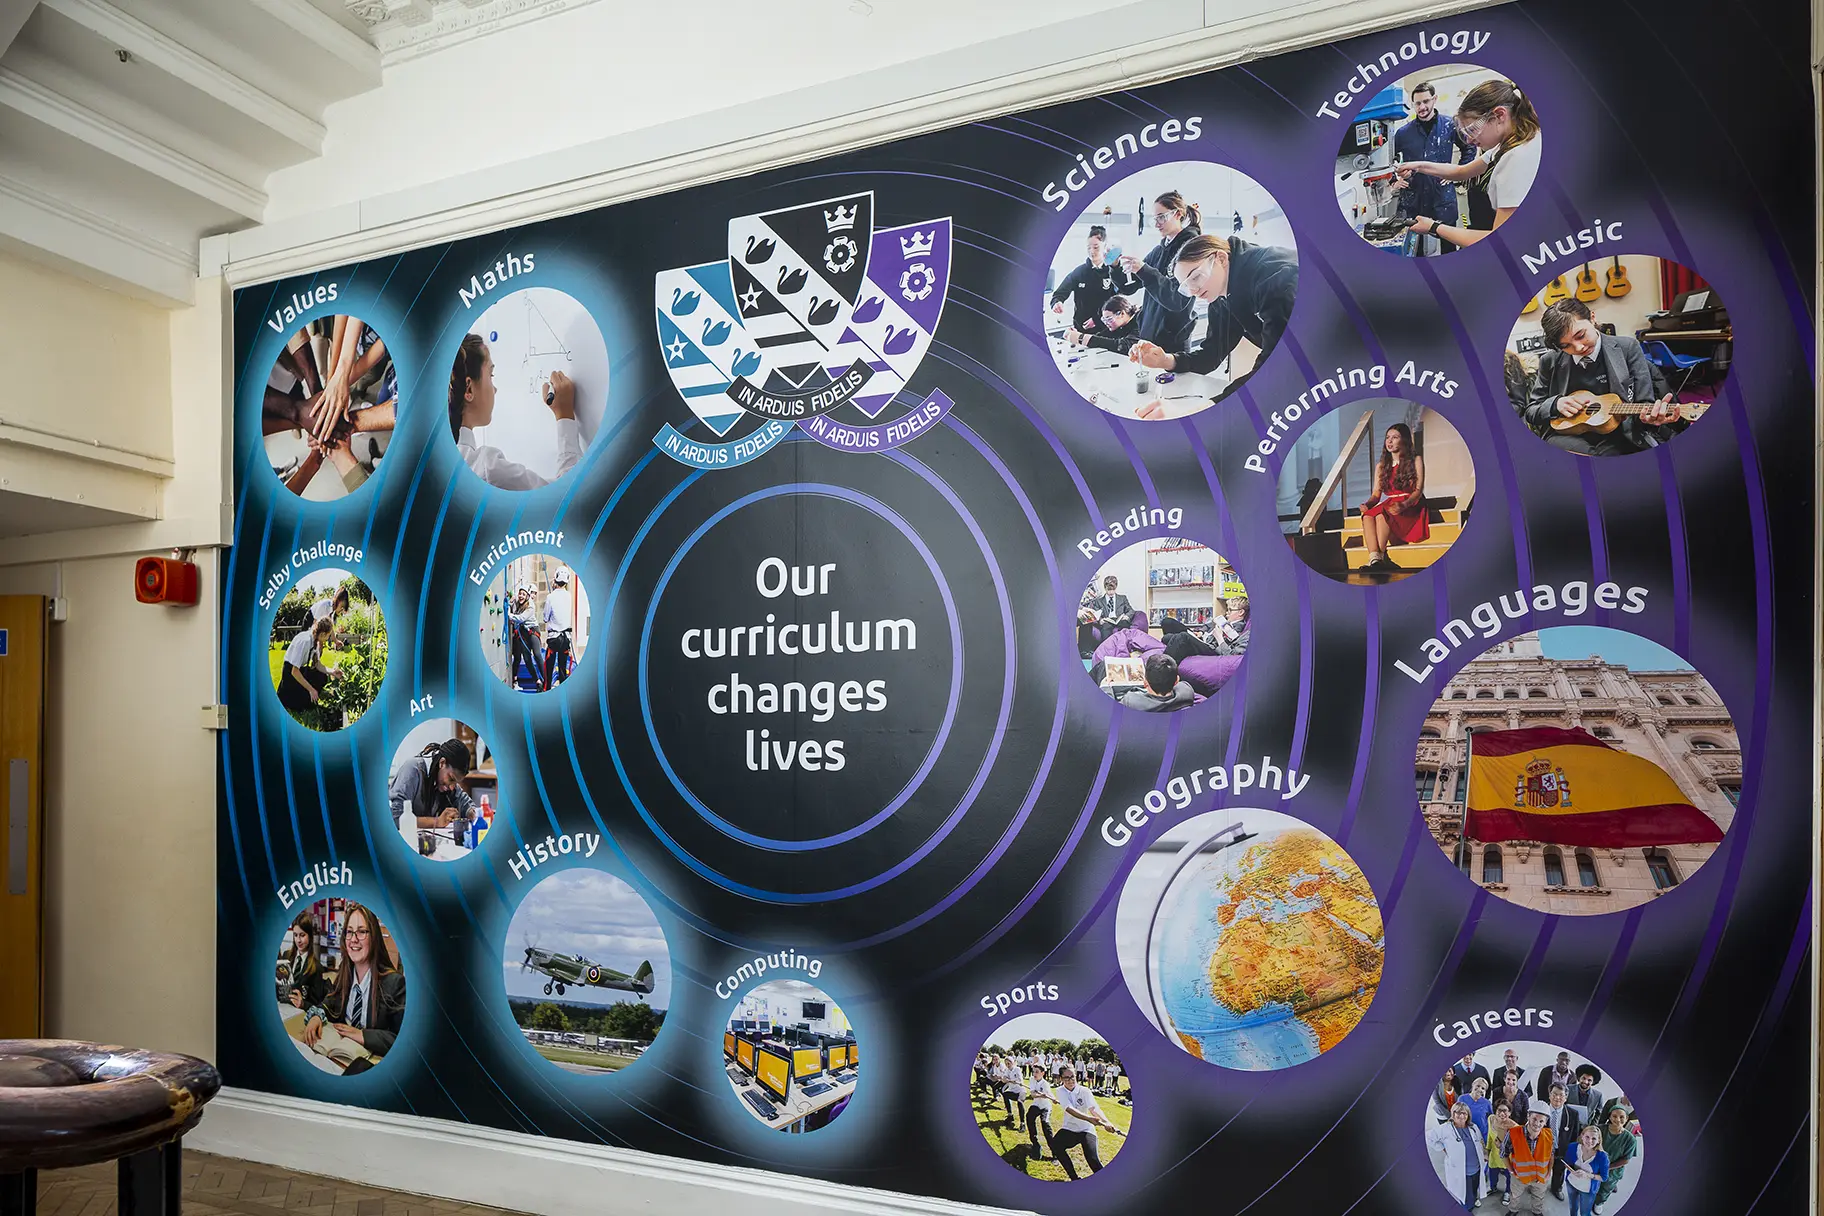 Values
Maths
Sciences
Technology
Music
IN ARDUIS FIDELIS
IN ARDUIS FIDELIS
IN ARDUIS FIDELIS
Selby Challenge
Enrichment
Our
curriculum
changes
lives
Reading
Performing Arts
Languages
Art
English
History
Computing
Sports
Geography
Careers